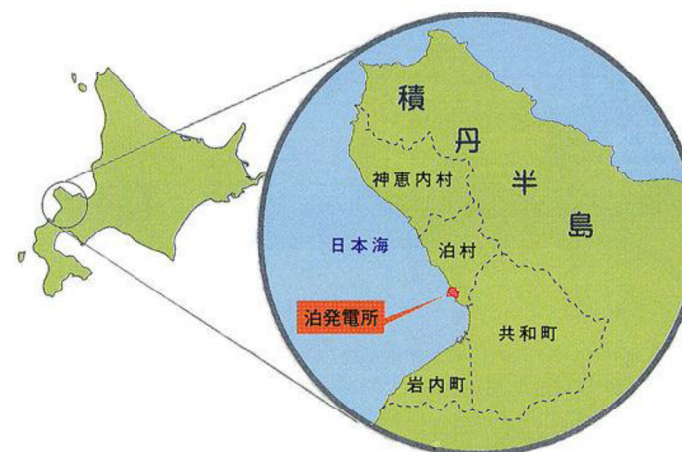 積丹半島
神恵内村
日本海
泊村
泊発電所
共和町
岩内町